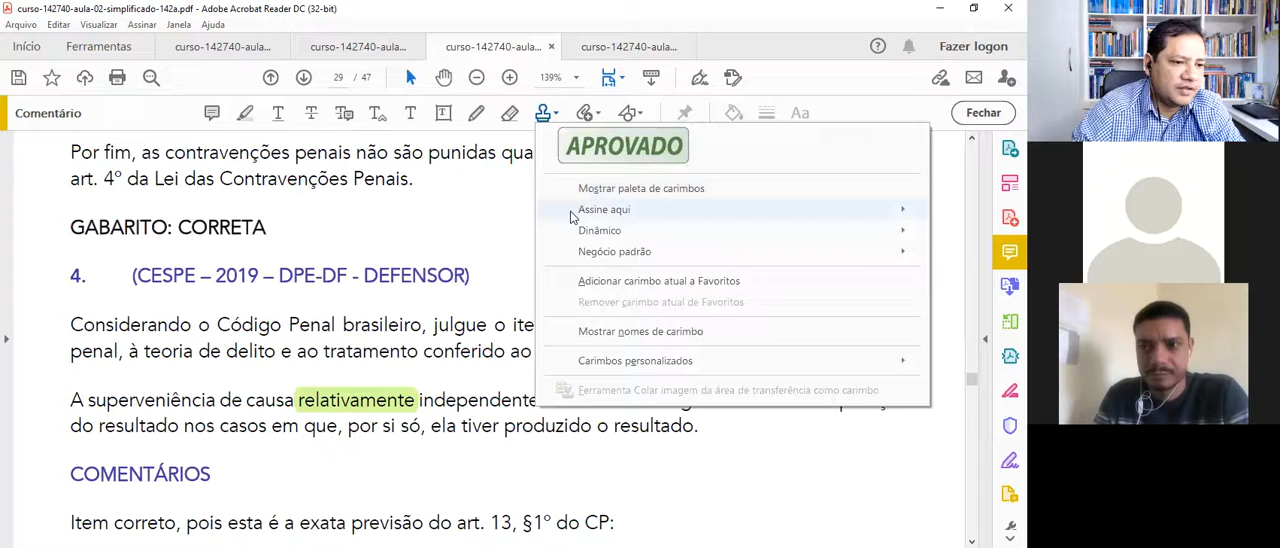 curso-142740-aula-02-simplificado-142a.pdf - Adobe Acrobat Reader DC (32-bit)
Arquivo Editar Visualizar Assinar Janela Ajuda
Início Ferramentas curso-142740-aula... curso-142740-aula... curso-142740-aula... × curso-142740-aula... Fazer logon
29 / 47 139%
Comentário Aa Fechar
APROVADO
Mostrar paleta de carimbos
Assine aqui
Dinâmico
Negócio padrão
Adicionar carimbo atual a Favoritos
Remover carimbo atual de Favoritos
Mostrar nomes de carimbo
Carimbos personalizados
Ferramenta Colar imagem da área de transferência como carimbo
Por fim, as contravenções penais não são punidas qua
art. 4º da Lei das Contravenções Penais.
GABARITO: CORRETA
4. (CESPE – 2019 – DPE-DF - DEFENSOR)
Considerando o Código Penal brasileiro, julgue o ite
penal, à teoria de delito e ao tratamento conferido ao
A superveniência de causa relativamente independente
do resultado nos casos em que, por si só, ela tiver produzido o resultado.
COMENTÁRIOS
Item correto, pois esta é a exata previsão do art. 13, §1º do CP: